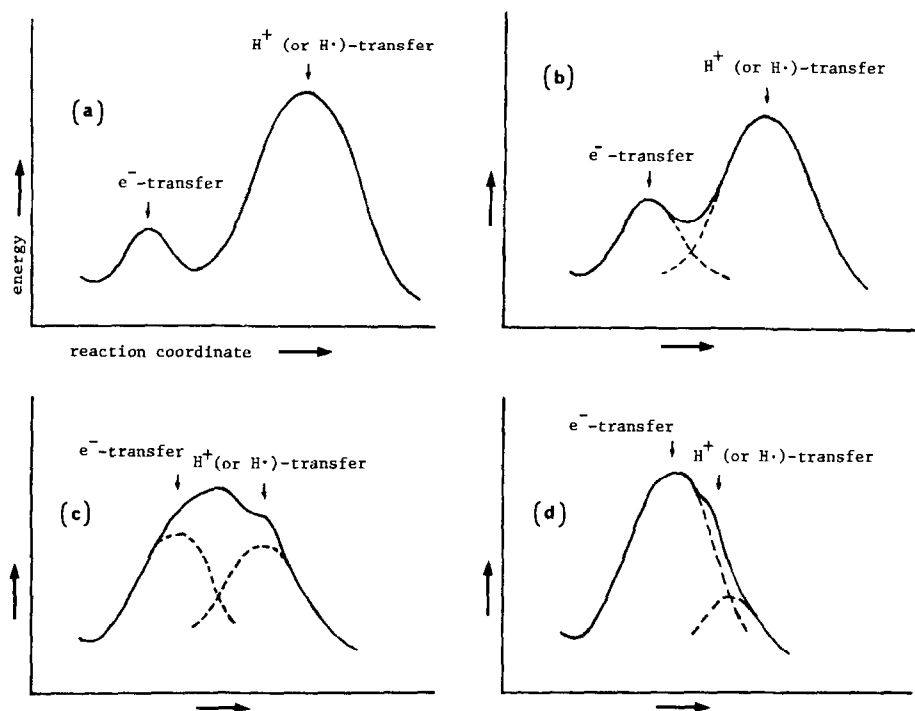 (a)
H⁺ (or H·)-transfer
e⁻-transfer
energy
reaction coordinate
(b)
H⁺ (or H·)-transfer
e⁻-transfer
(c)
e⁻-transfer
H⁺(or H·)-transfer
(d)
e⁻-transfer
H⁺(or H·)-transfer